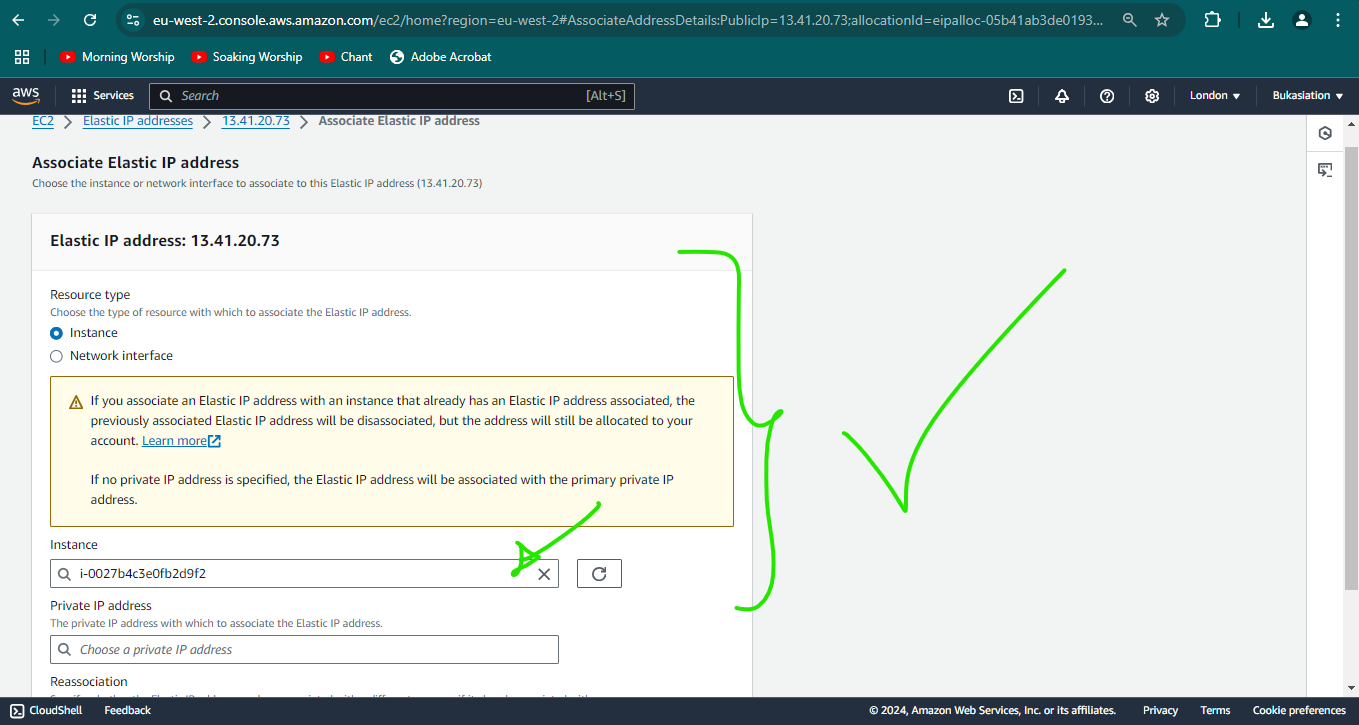 eu-west-2.console.aws.amazon.com/ec2/home?region=eu-west-2#AssociateAddressDetails:PublicIp=13.41.20.73;allocationId=eipalloc-05b41ab3de0193...
Morning Worship Soaking Worship Chant Adobe Acrobat
aws Services Search [Alt+S] London Bukasiation
EC2 Elastic IP addresses 13.41.20.73 Associate Elastic IP address
Associate Elastic IP address
Choose the instance or network interface to associate to this Elastic IP address (13.41.20.73)
Elastic IP address: 13.41.20.73
Resource type
Choose the type of resource with which to associate the Elastic IP address.
Instance
Network interface
If you associate an Elastic IP address with an instance that already has an Elastic IP address associated, the
previously associated Elastic IP address will be disassociated, but the address will still be allocated to your
account. Learn more
If no private IP address is specified, the Elastic IP address will be associated with the primary private IP
address.
Instance
i-0027b4c3e0fb2d9f2
Private IP address
The private IP address with which to associate the Elastic IP address.
Choose a private IP address
Reassociation
CloudShell Feedback © 2024, Amazon Web Services, Inc. or its affiliates. Privacy Terms Cookie preferences